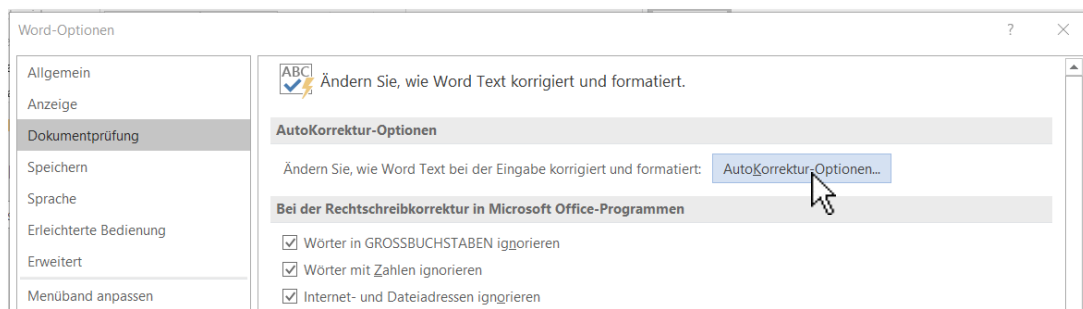 Word-Optionen ? ×
Allgemein
Anzeige
Dokumentprüfung
Speichern
Sprache
Erleichterte Bedienung
Erweitert
Menüband anpassen
ABC Ändern Sie, wie Word Text korrigiert und formatiert.
AutoKorrektur-Optionen
Ändern Sie, wie Word Text bei der Eingabe korrigiert und formatiert: AutoKorrektur-Optionen...
Bei der Rechtschreibkorrektur in Microsoft Office-Programmen
Wörter in GROSSBUCHSTABEN ignorieren
Wörter mit Zahlen ignorieren
Internet- und Dateiadressen ignorieren